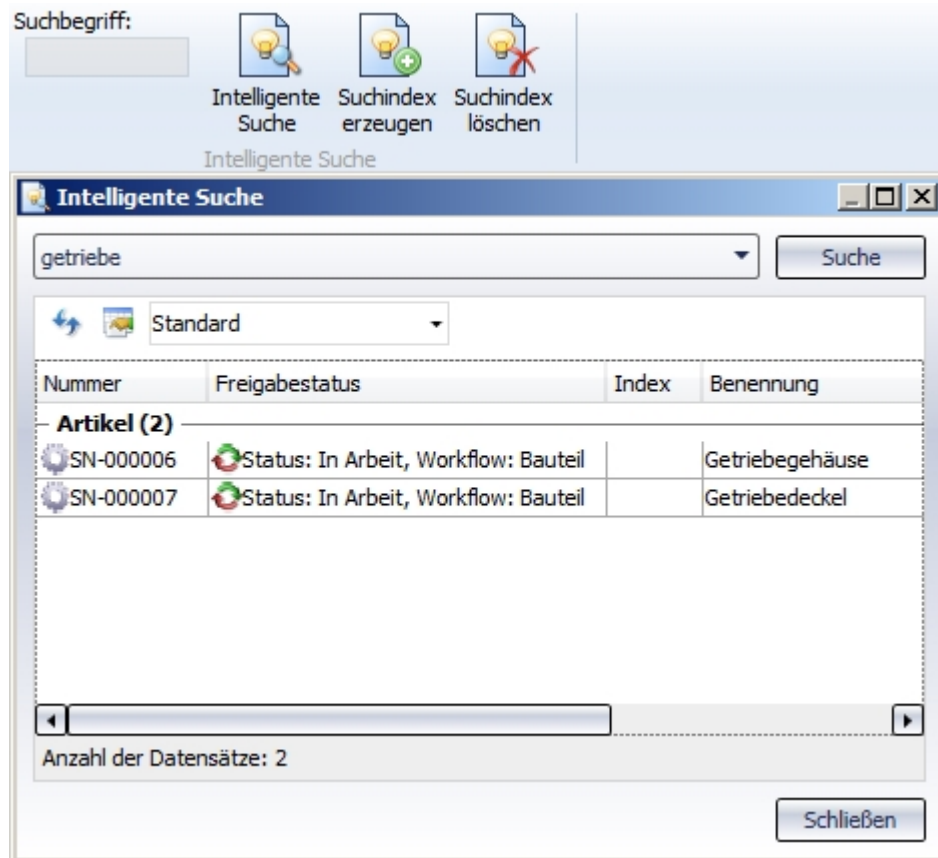 Suchbegriff:
Intelligente Suche
Suchindex erzeugen
Suchindex löschen
Intelligente Suche
Intelligente Suche
getriebe
Suche
Standard
Nummer Freigabestatus Index Benennung
Artikel (2)
SN-000006 Status: In Arbeit, Workflow: Bauteil Getriebegehäuse
SN-000007 Status: In Arbeit, Workflow: Bauteil Getriebedeckel
Anzahl der Datensätze: 2
Schließen